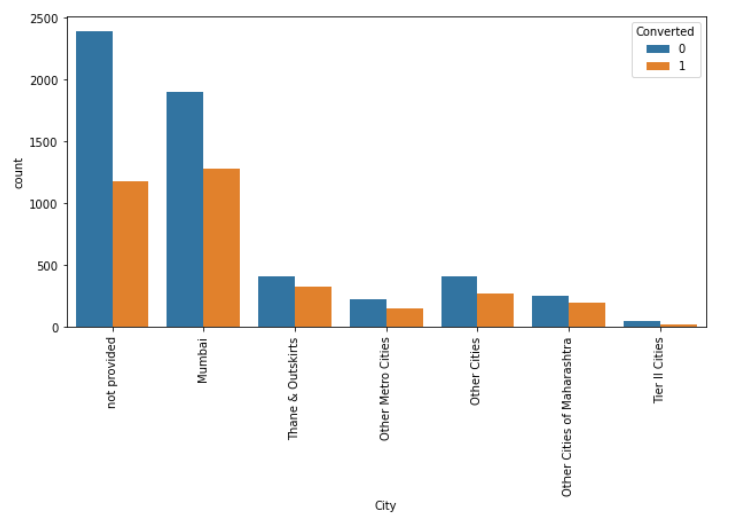 2500
2000
1500
1000
500
0
count
Converted
0
1
not provided
Mumbai
Thane & Outskirts
Other Metro Cities
Other Cities
Other Cities of Maharashtra
Tier II Cities
City